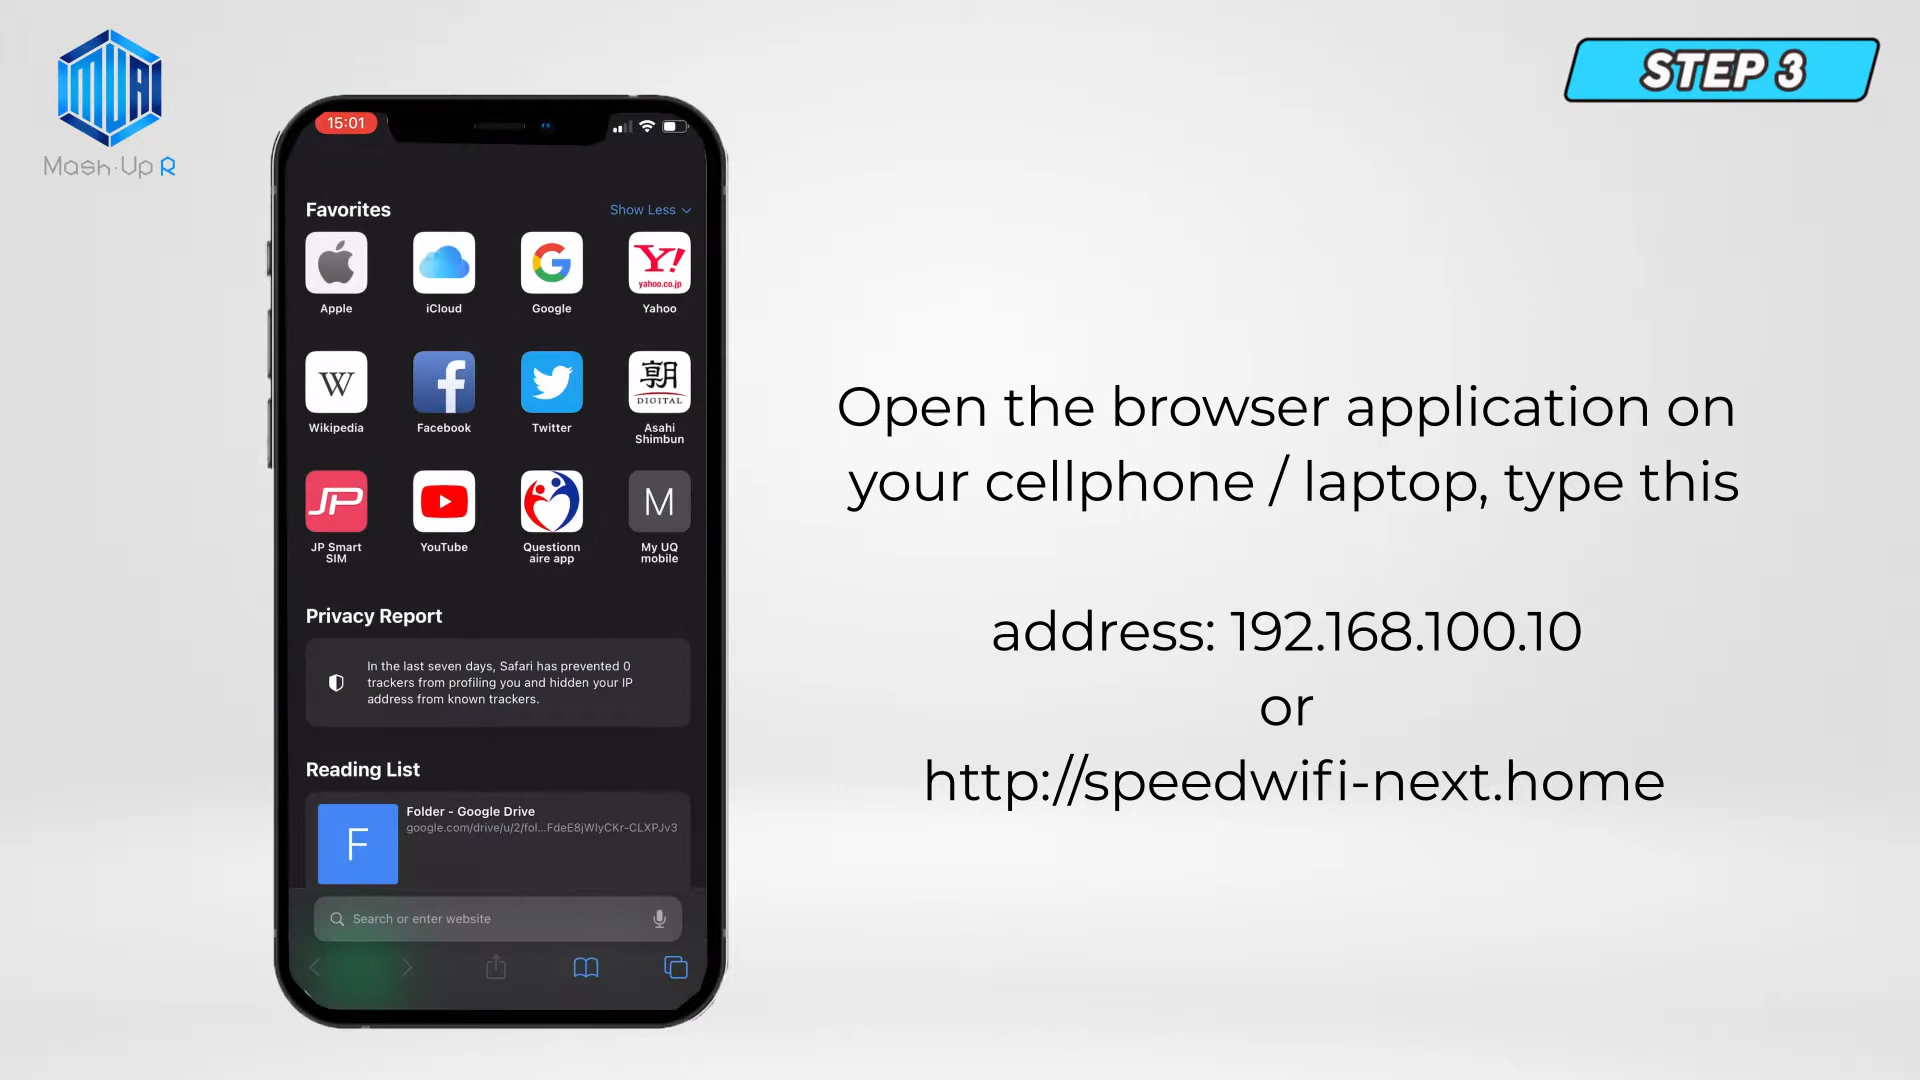 Mash·Up R
STEP 3
15:01
Favorites
Show Less
Y!
yahoo.co.jp
Apple
iCloud
Google
Yahoo
W
朝
DIGITAL
Wikipedia
Facebook
Twitter
Asahi
Shimbun
JP
M
JP Smart
SIM
YouTube
Questionn
aire app
My UQ
mobile
Privacy Report
In the last seven days, Safari has prevented 0
trackers from profiling you and hidden your IP
address from known trackers.
Reading List
F
Folder - Google Drive
google.com/drive/u/2/fol...FdeE8jWIyCKr-CLXPJv3
Search or enter website
Open the browser application on
your cellphone / laptop, type this
address: 192.168.100.10
or
http://speedwifi-next.home